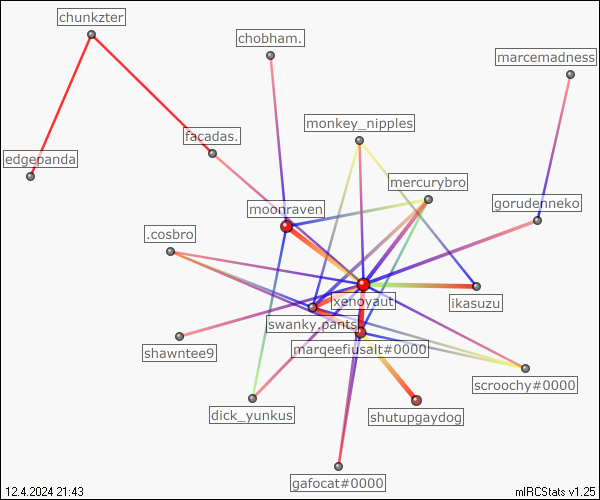 chunkzter
chobham.
marcemadness
monkey_nipples
facadas.
edgepanda
mercurybro
gorudenneko
moonraven
.cosbro
xenoyaut
ikasuzu
swanky.pants
marqeefiusalt#0000
shawntee9
scroochy#0000
dick_yunkus
shutupgaydog
gafocat#0000
12.4.2024 21:43
mIRCStats v1.25